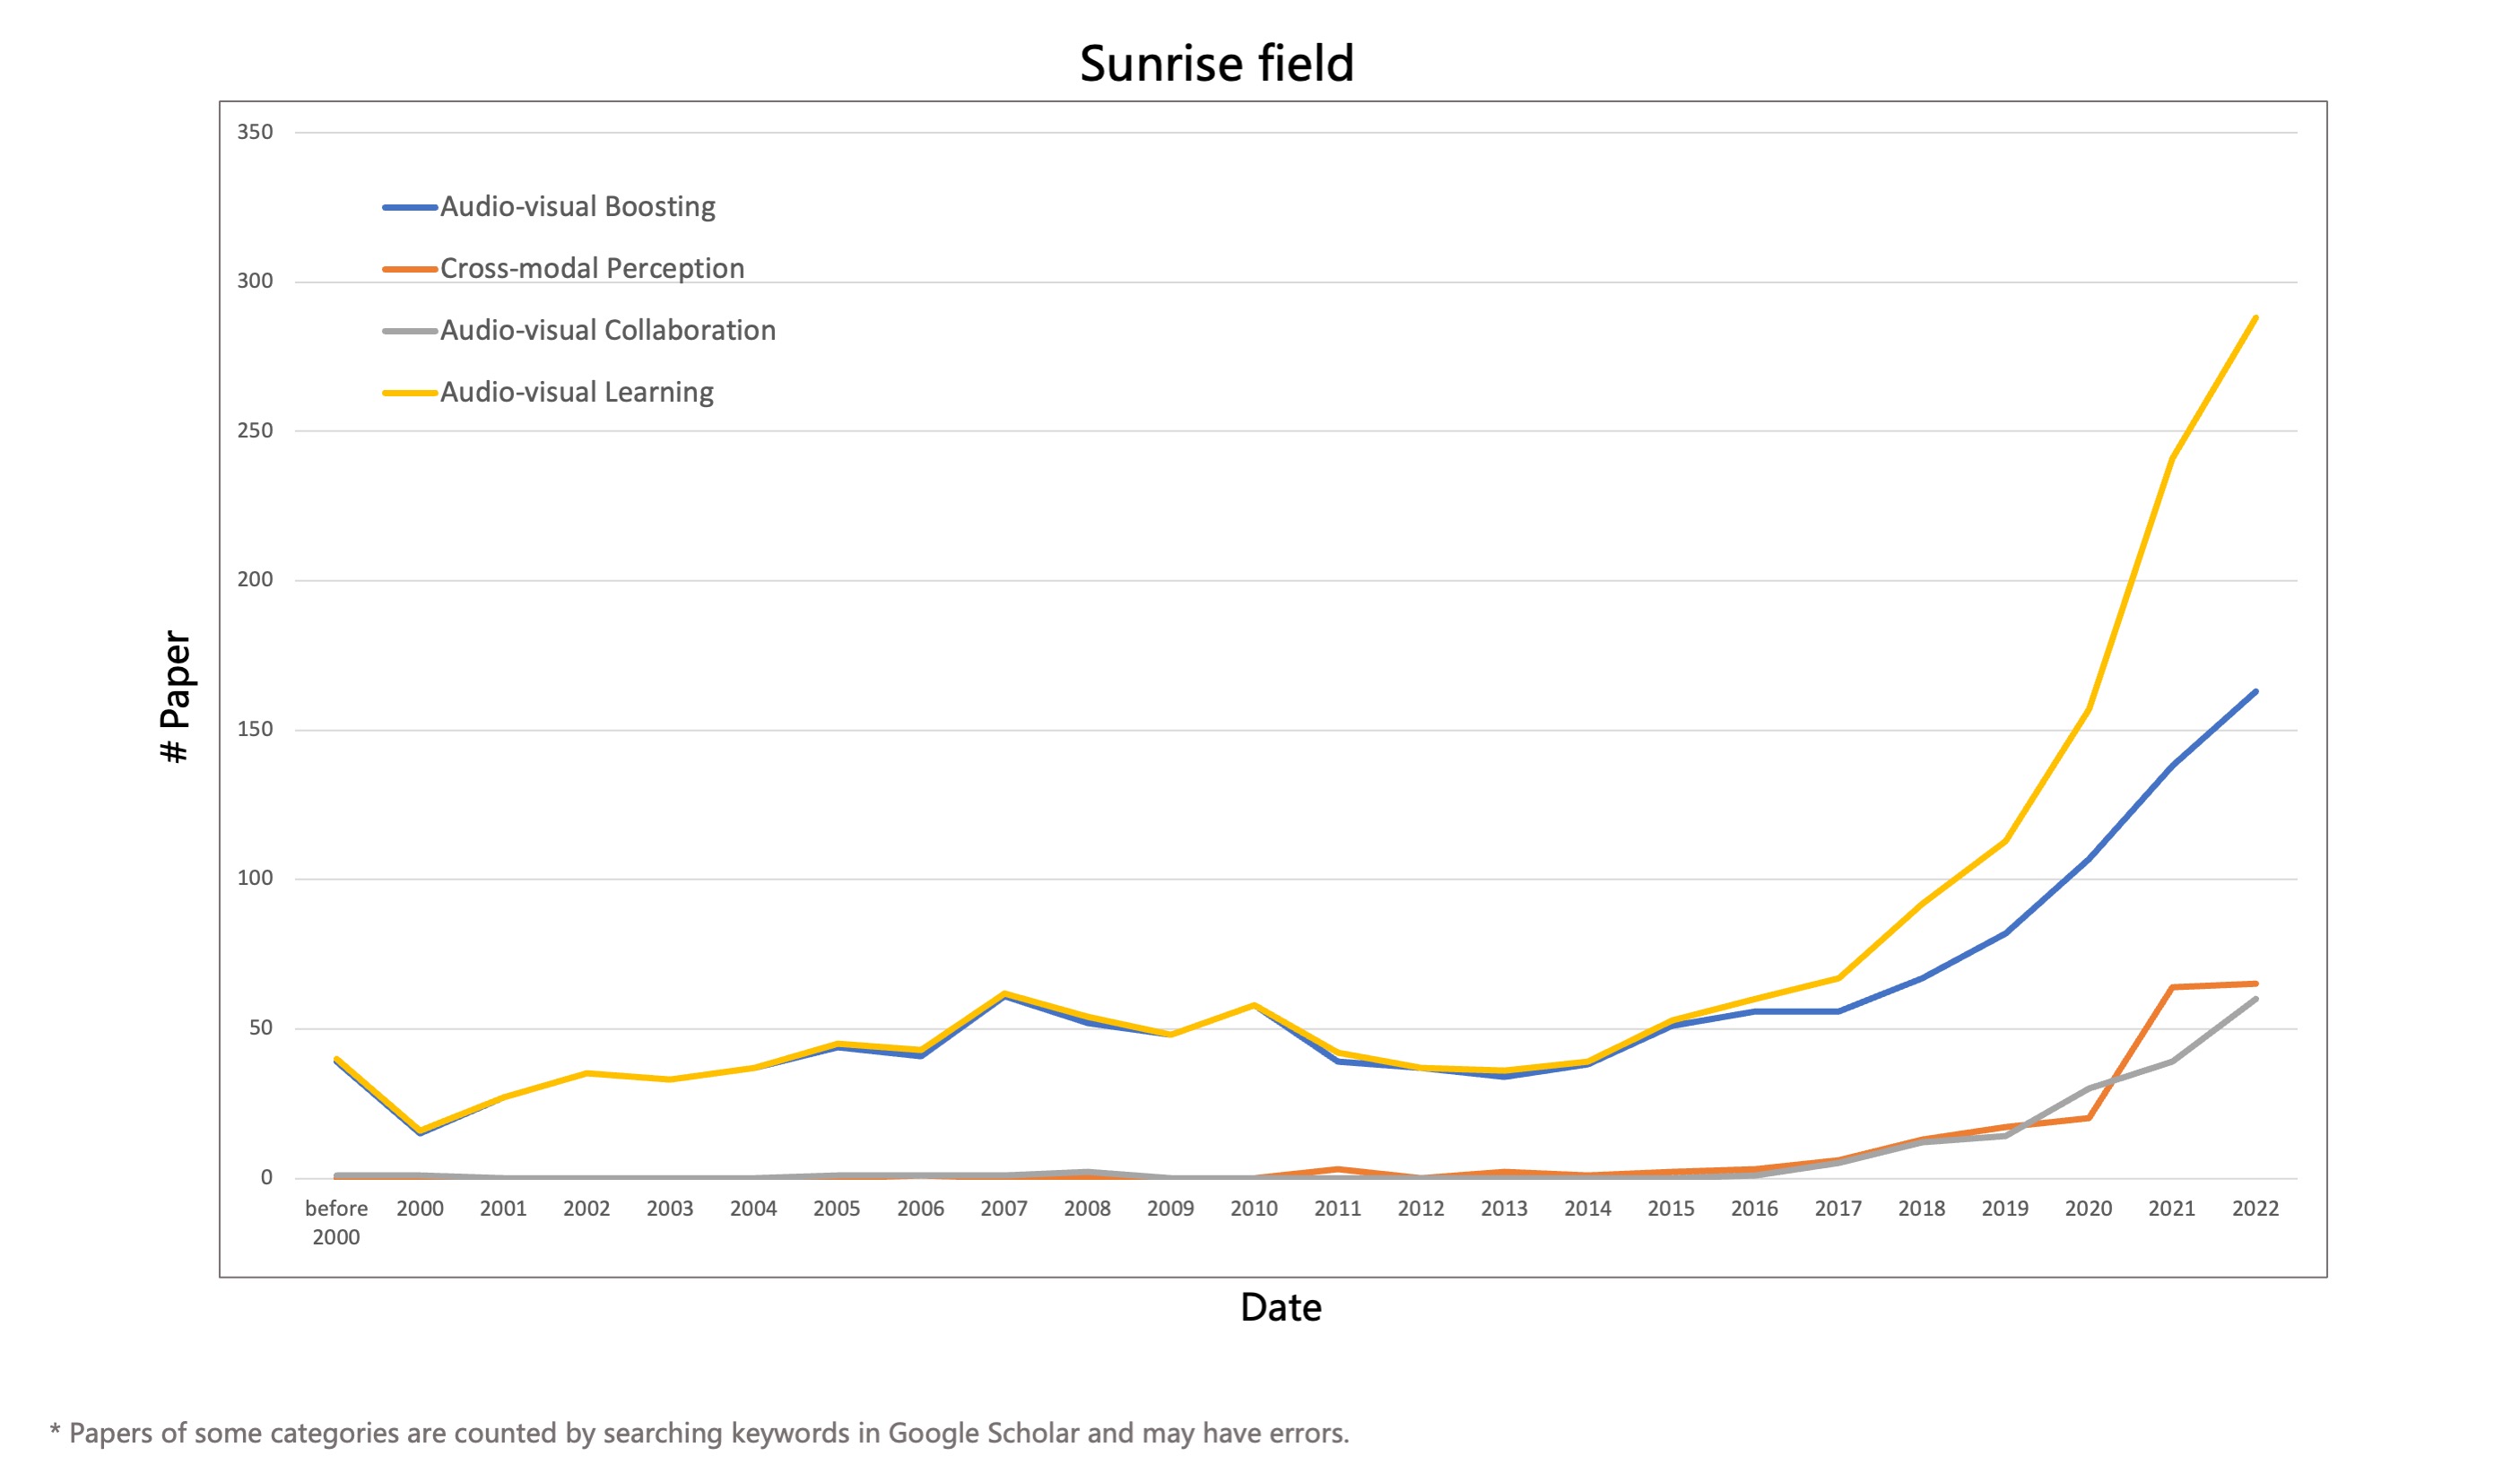 Sunrise field
350
300
250
200
150
100
50
0
Audio-visual Boosting
Cross-modal Perception
Audio-visual Collaboration
Audio-visual Learning
# Paper
before 2000 2001 2002 2003 2004 2005 2006 2007 2008 2009 2010 2011 2012 2013 2014 2015 2016 2017 2018 2019 2020 2021 2022
2000
Date
* Papers of some categories are counted by searching keywords in Google Scholar and may have errors.